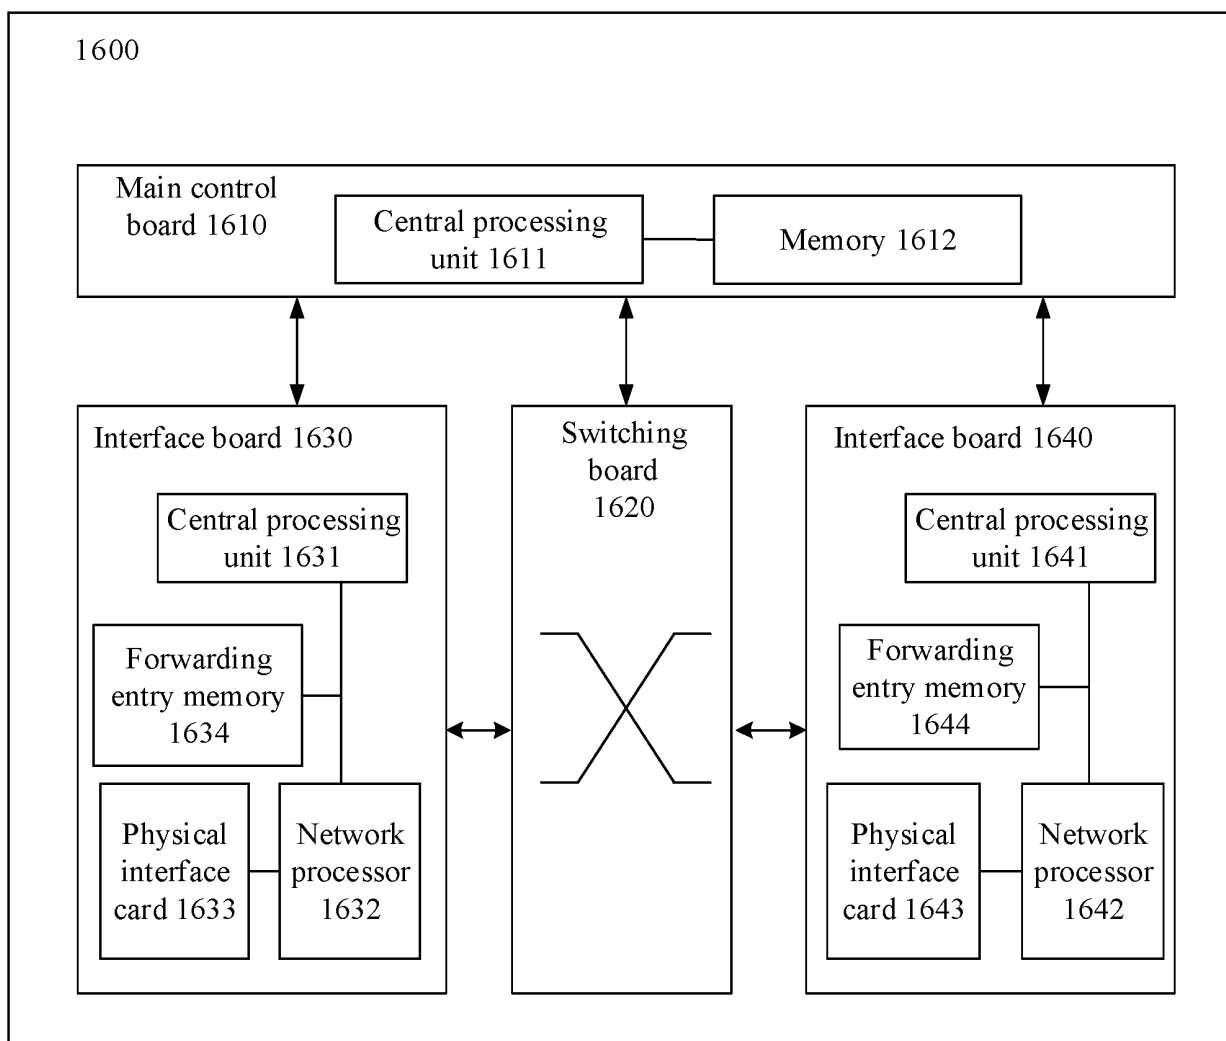 1600
Main control
board 1610
Central processing
unit 1611
Memory 1612
Interface board 1630
Central processing
unit 1631
Forwarding
entry memory
1634
Physical
interface
card 1633
Network
processor
1632
Switching
board
1620
Interface board 1640
Central processing
unit 1641
Forwarding
entry memory
1644
Physical
interface
card 1643
Network
processor
1642